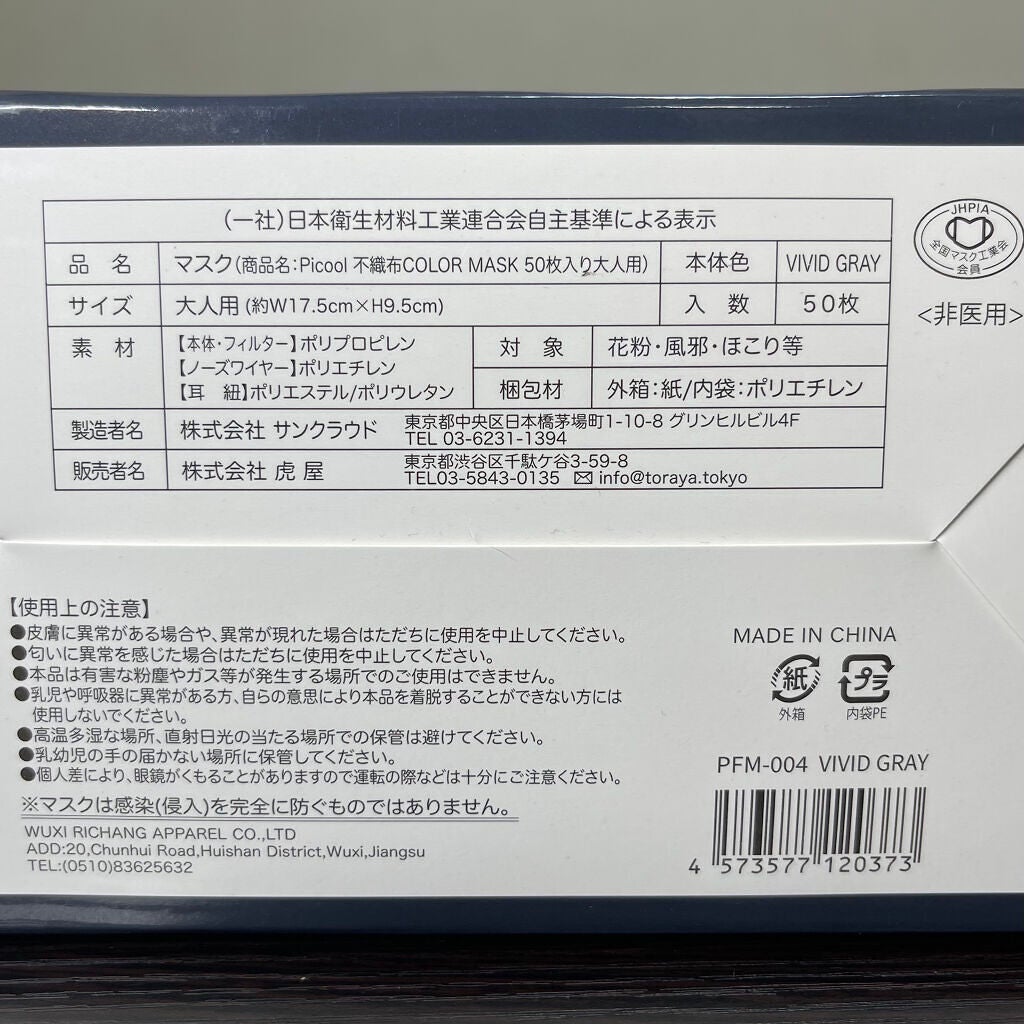 (一社)日本衛生材料工業連合会自主基準による表示
品名 マスク(商品名:Picool 不織布COLOR MASK 50枚入り大人用) 本体色 VIVID GRAY
サイズ 大人用 (約W17.5cm×H9.5cm) 入数 50枚
素材 【本体・フィルター】ポリプロピレン
【ノーズワイヤー】ポリエチレン
【耳 紐】ポリエステル/ポリウレタン
対象 花粉・風邪・ほこり等
梱包材 外箱:紙/内袋:ポリエチレン
製造者名 株式会社 サンクラウド 東京都中央区日本橋茅場町1-10-8 グリンヒルビル4F
TEL 03-6231-1394
販売者名 株式会社 虎屋 東京都渋谷区千駄ケ谷3-59-8
TEL03-5843-0135 info@toraya.tokyo
JHPIA
全国マスク工業会
会員
<非医用>
【使用上の注意】
●皮膚に異常がある場合や、異常が現れた場合はただちに使用を中止してください。
●匂いに異常を感じた場合はただちに使用を中止してください。
●本品は有害な粉塵やガス等が発生する場所でのご使用はできません。
●乳児や呼吸器に異常がある方、自らの意思により本品を着脱することができない方には
使用しないでください。
●高温多湿な場所、直射日光の当たる場所での保管は避けてください。
●乳幼児の手の届かない場所に保管してください。
●個人差により、眼鏡がくもることがありますので運転の際などは十分にご注意ください。
※マスクは感染(侵入)を完全に防ぐものではありません。
WUXI RICHANG APPAREL CO.,LTD
ADD:20,Chunhui Road,Huishan District,Wuxi,Jiangsu
TEL:(0510)83625632
MADE IN CHINA
紙 プラ
外箱 内袋PE
PFM-004 VIVID GRAY
4 573577 120373